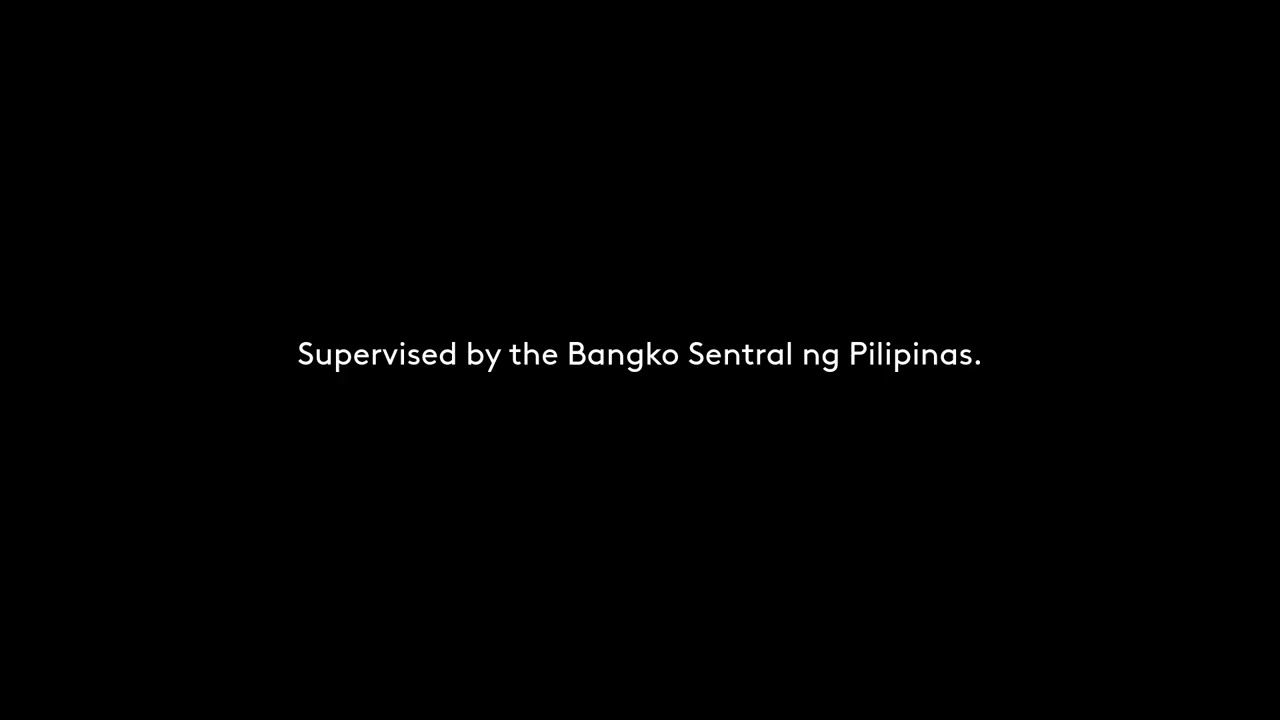 Supervised by the Bangko Sentral ng Pilipinas.